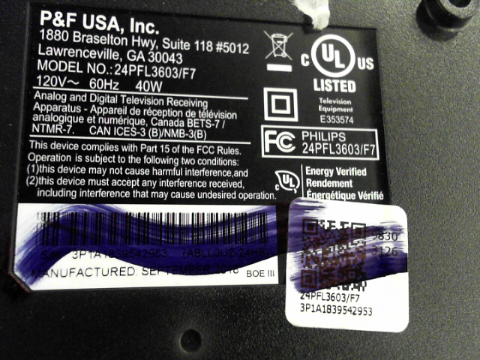 P&F USA, Inc.
1880 Braselton Hwy, Suite 118 #5012
Lawrenceville, GA 30043
MODEL NO.: 24PFL3603/F7
120V~ 60Hz 40W
Analog and Digital Television Receiving
Apparatus - Appareil de réception de télévision
analogique et numérique, Canada BETS-7 /
NTMR-7. CAN ICES-3 (B)/NMB-3(B)
This device complies with Part 15 of the FCC Rules.
Operation is subject to the following two conditions:
(1)this device may not cause harmful interference,and
(2)this device must accept any interference received,
including interference that may cause undesired operation.
C UL US
LISTED
Television
Equipment
E353574
FC PHILIPS
24PFL3603/F7
UL
Energy Verified
Rendement
Énergétique Vérifié
3P1A1839542953
MANUFACTURED: BOE III
24PFL3603/F7
3P1A1839542953